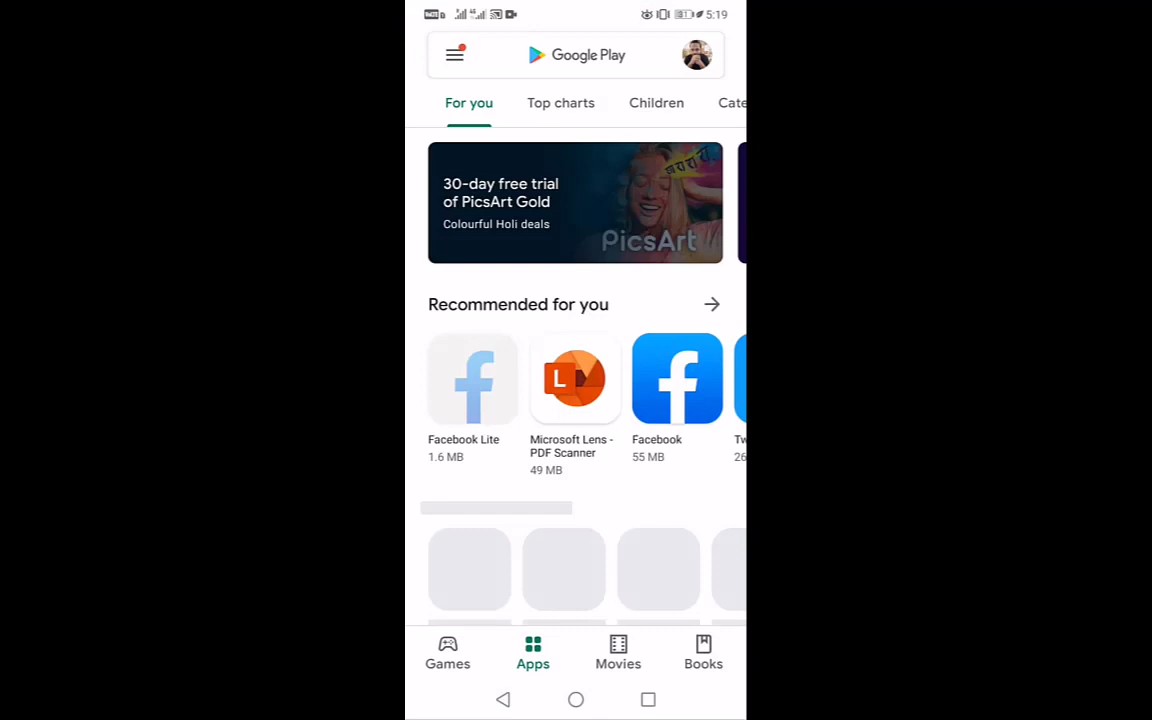 5:19
Google Play
For you Top charts Children Cate
30-day free trial
of PicsArt Gold
Colourful Holi deals
PicsArt
Recommended for you
L
Facebook Lite
1.6 MB
Microsoft Lens -
PDF Scanner
49 MB
Facebook
55 MB
Tw
26
Games Apps Movies Books